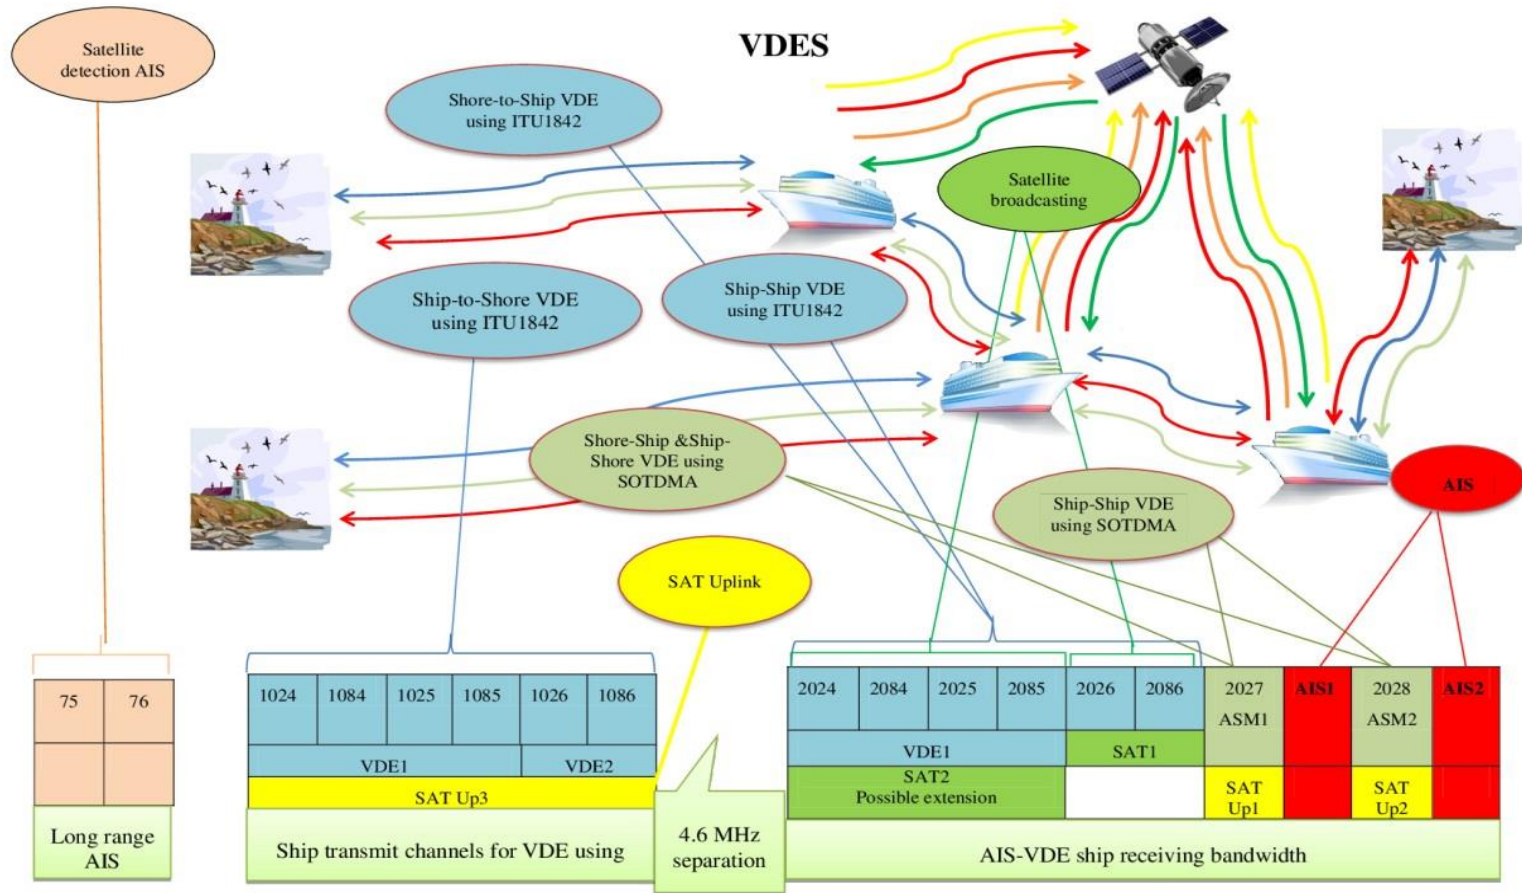 VDES
Satellite
detection AIS
Shore-to-Ship VDE
using ITU1842
Satellite
broadcasting
Ship-to-Shore VDE
using ITU1842
Ship-Ship VDE
using ITU1842
Shore-Ship &Ship-
Shore VDE using
SOTDMA
Ship-Ship VDE
using SOTDMA
AIS
SAT Uplink
75 76
Long range
AIS
1024 1084 1025 1085 1026 1086
VDE1 VDE2
SAT Up3
Ship transmit channels for VDE using
4.6 MHz
separation
2024 2084 2025 2085 2026 2086 2027 AIS1 2028 AIS2
ASM1 ASM2
VDE1 SAT1
SAT2
Possible extension
SAT
Up1
SAT
Up2
AIS-VDE ship receiving bandwidth